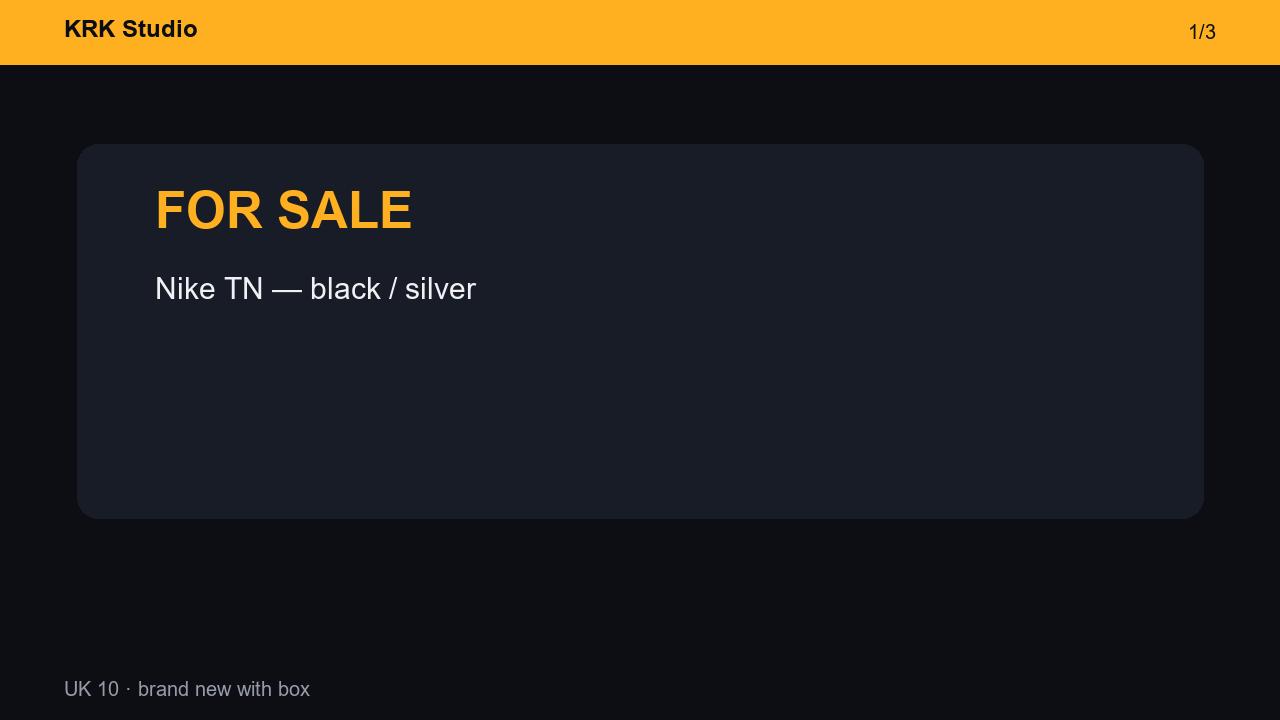 KRK Studio
1/3
FOR SALE
Nike TN — black / silver
UK 10 · brand new with box